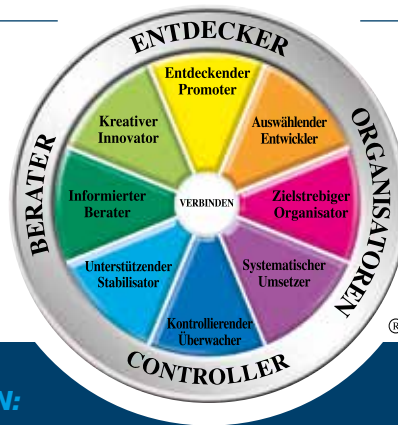 ENTDECKER
Entdeckender
Promoter
Kreativer
Innovator
Auswählender
Entwickler
BERATER
ORGANISATOREN
Informierter
Berater
VERBINDEN
Zielstrebiger
Organisator
Unterstützender
Stabilisator
Systematischer
Umsetzer
Kontrollierender
Überwacher
®
CONTROLLER
N: